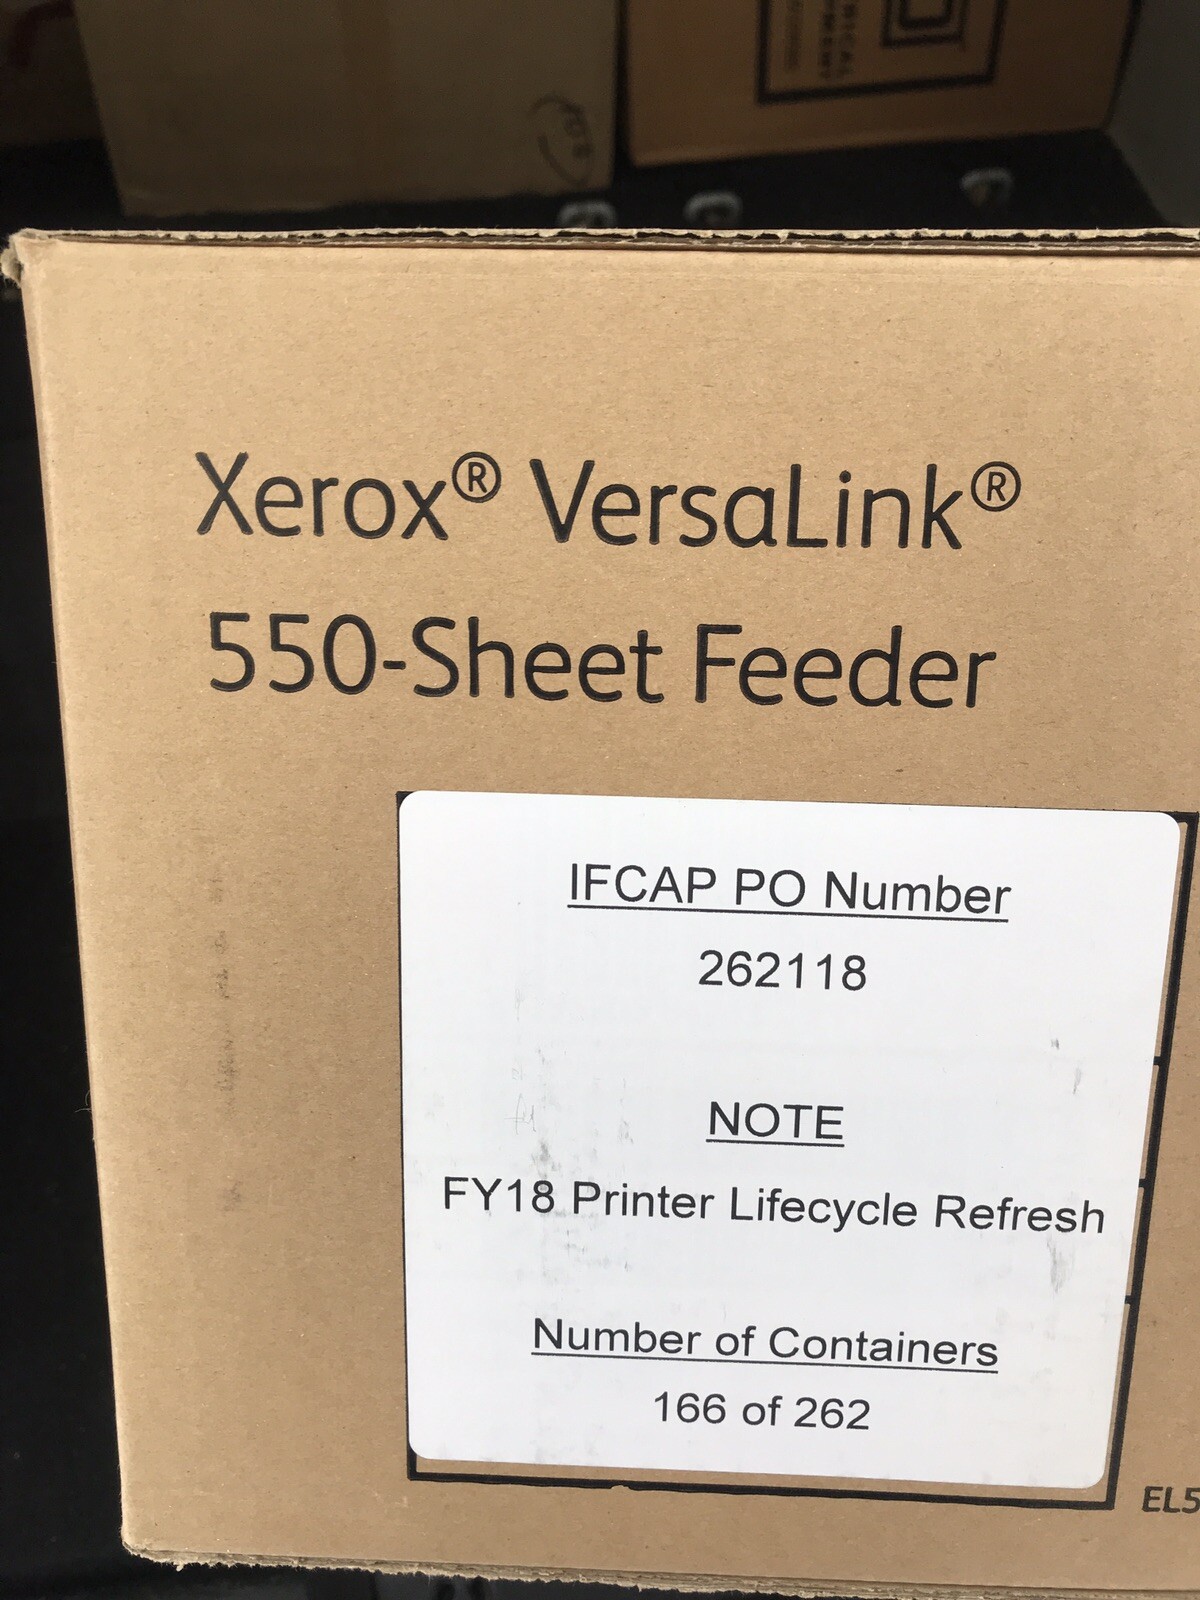 Xerox® VersaLink®
550-Sheet Feeder
IFCAP PO Number
262118
NOTE
FY18 Printer Lifecycle Refresh
Number of Containers
166 of 262
EL5